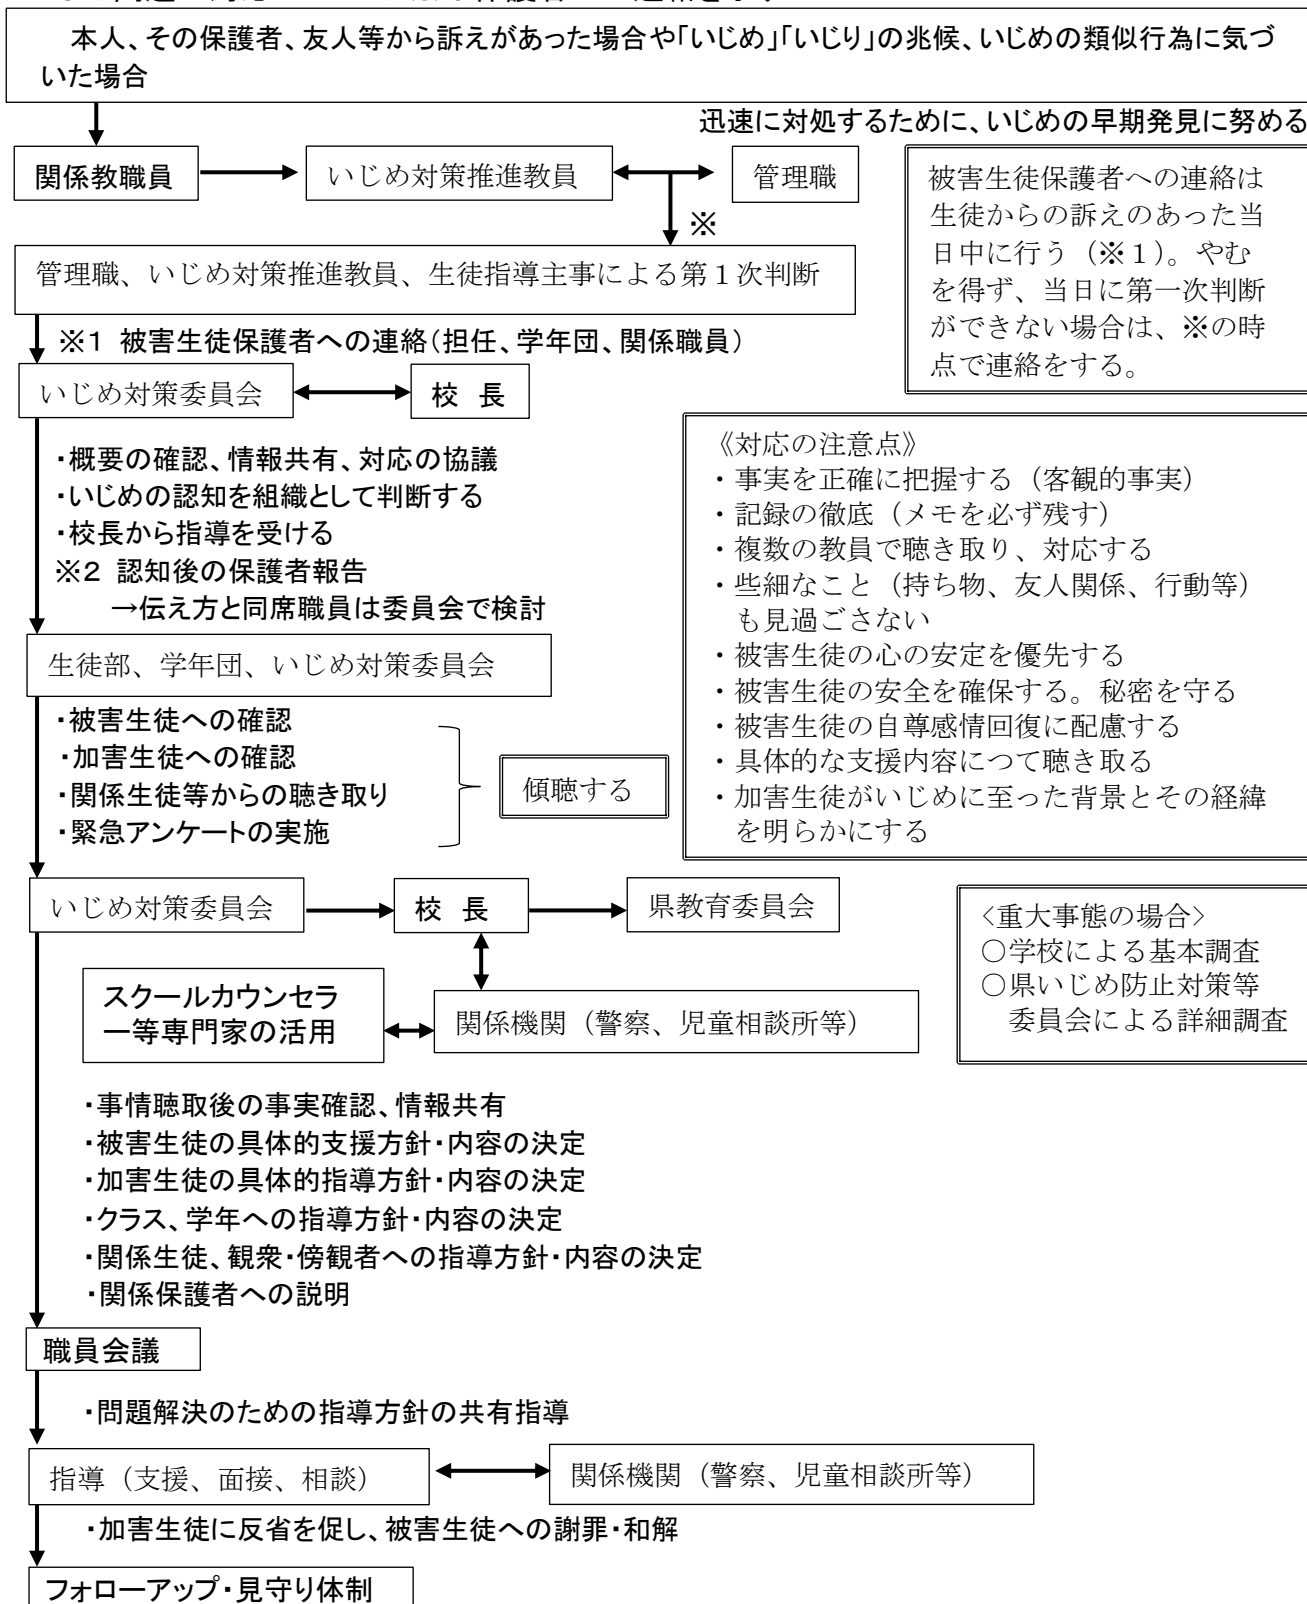 本人、その保護者、友人等から訴えがあった場合や｢いじめ｣｢いじり｣の兆候、いじめの類似行為に気づ
いた場合
迅速に対処するために、いじめの早期発見に努める
関係教職員
いじめ対策推進教員
管理職
被害生徒保護者への連絡は
生徒からの訴えのあった当
日中に行う（※１）。やむ
を得ず、当日に第一次判断
ができない場合は、※の時
点で連絡をする。
※
管理職、いじめ対策推進教員、生徒指導主事による第１次判断
※1 被害生徒保護者への連絡(担任、学年団、関係職員)
いじめ対策委員会
校 長
・概要の確認、情報共有、対応の協議
・いじめの認知を組織として判断する
・校長から指導を受ける
※2 認知後の保護者報告
→伝え方と同席職員は委員会で検討
《対応の注意点》
・事実を正確に把握する（客観的事実）
・記録の徹底（メモを必ず残す）
・複数の教員で聴き取り、対応する
・些細なこと（持ち物、友人関係、行動等）
も見過ごさない
・被害生徒の心の安定を優先する
・被害生徒の安全を確保する。秘密を守る
・被害生徒の自尊感情回復に配慮する
・具体的な支援内容につて聴き取る
・加害生徒がいじめに至った背景とその経緯
を明らかにする
生徒部、学年団、いじめ対策委員会
・被害生徒への確認
・加害生徒への確認
・関係生徒等からの聴き取り
・緊急アンケートの実施
傾聴する
いじめ対策委員会
校 長
県教育委員会
〈重大事態の場合〉
○学校による基本調査
○県いじめ防止対策等
委員会による詳細調査
スクールカウンセラ
ー等専門家の活用
関係機関（警察、児童相談所等）
・事情聴取後の事実確認、情報共有
・被害生徒の具体的支援方針・内容の決定
・加害生徒の具体的指導方針・内容の決定
・クラス、学年への指導方針・内容の決定
・関係生徒、観衆・傍観者への指導方針・内容の決定
・関係保護者への説明
職員会議
・問題解決のための指導方針の共有指導
指導（支援、面接、相談）
関係機関（警察、児童相談所等）
・加害生徒に反省を促し、被害生徒への謝罪・和解
フォローアップ・見守り体制